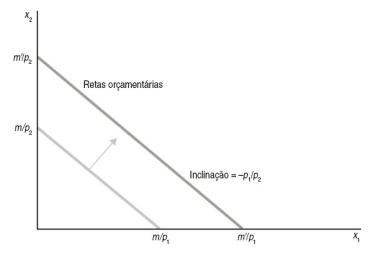 x₂
m'/p₂
Retas orçamentárias
m/p₂
Inclinação = –p₁/p₂
m/p₁
m'/p₁
x₁